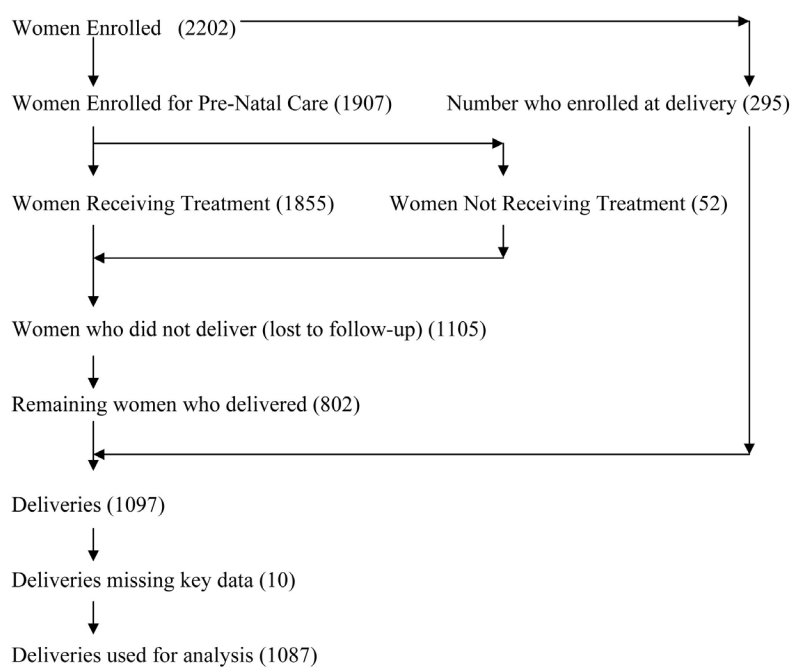 Women Enrolled (2202)
Women Enrolled for Pre-Natal Care (1907)
Number who enrolled at delivery (295)
Women Receiving Treatment (1855)
Women Not Receiving Treatment (52)
Women who did not deliver (lost to follow-up) (1105)
Remaining women who delivered (802)
Deliveries (1097)
Deliveries missing key data (10)
Deliveries used for analysis (1087)